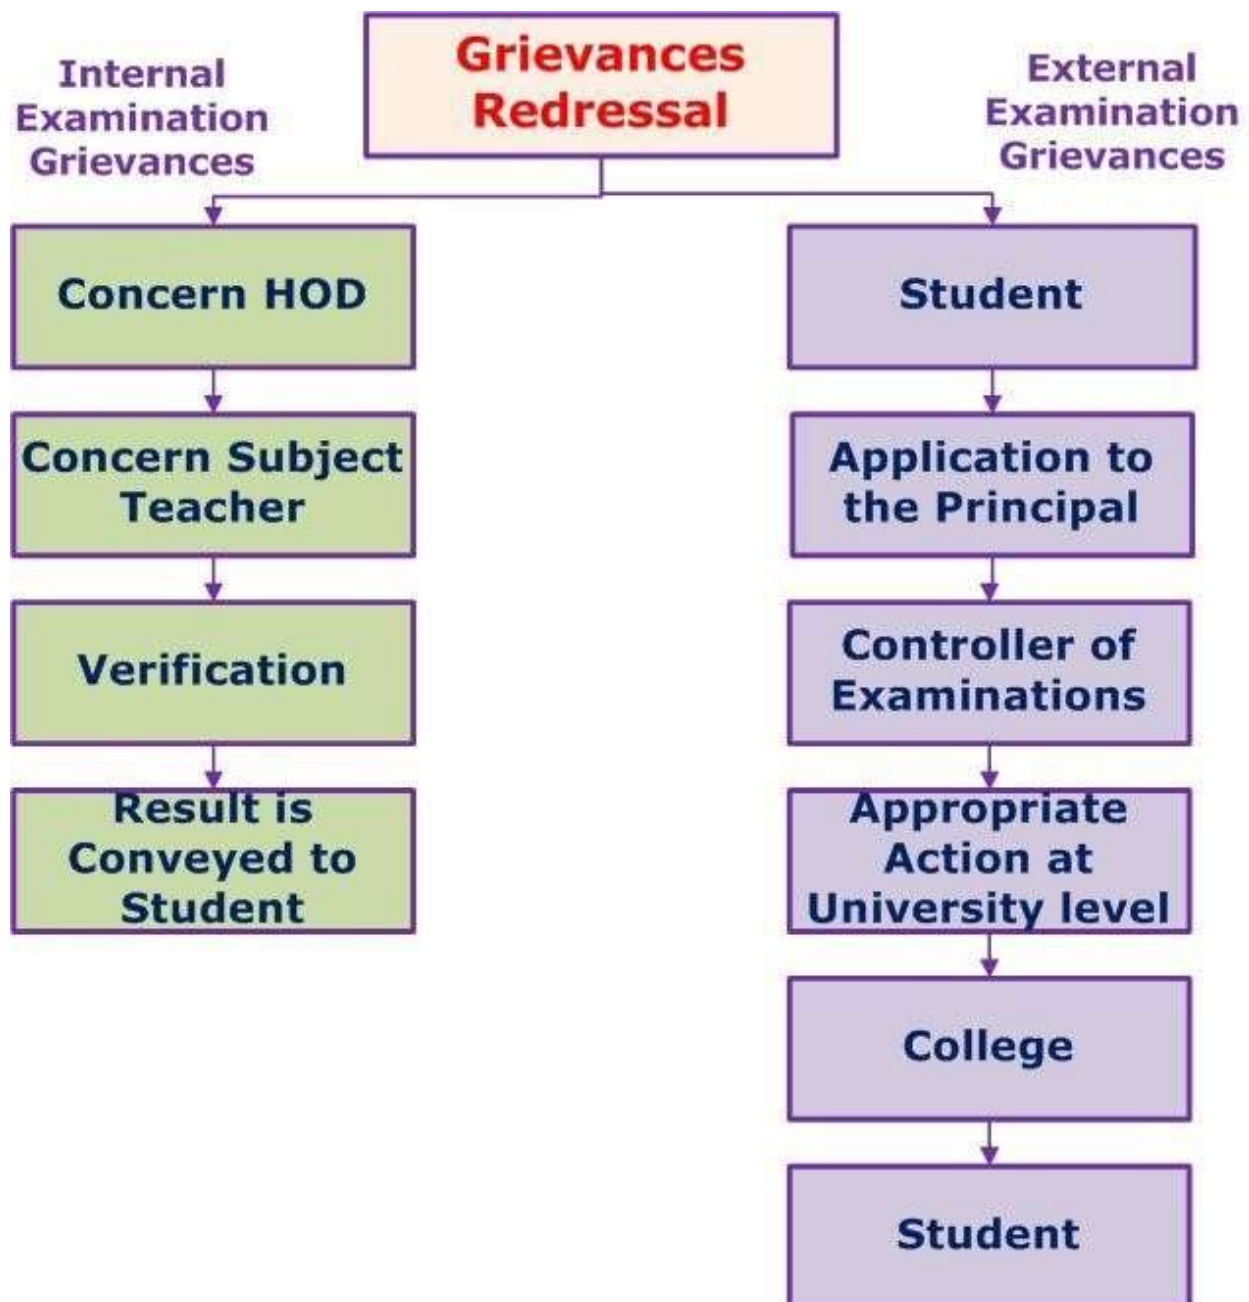 Grievances
Redressal
Internal
Examination
Grievances
External
Examination
Grievances
Concern HOD
Concern Subject
Teacher
Verification
Result is
Conveyed to
Student
Student
Application to
the Principal
Controller of
Examinations
Appropriate
Action at
University level
College
Student